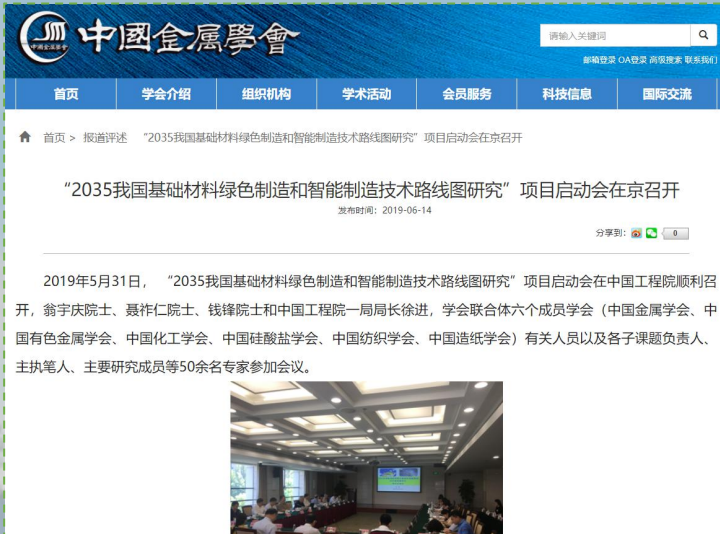 中國金属學會
中國金属學會
请输入关键词
邮箱登录 OA登录 高级搜索 联系我们
首页 学会介绍 组织机构 学术活动 会员服务 科技信息 国际交流
首页 > 报道评述 “2035我国基础材料绿色制造和智能制造技术路线图研究”项目启动会在京召开
“2035我国基础材料绿色制造和智能制造技术路线图研究”项目启动会在京召开
发布时间：2019-06-14
分享到： 0
2019年5月31日， “2035我国基础材料绿色制造和智能制造技术路线图研究”项目启动会在中国工程院顺利召
开，翁宇庆院士、聂祚仁院士、钱锋院士和中国工程院一局局长徐进，学会联合体六个成员学会（中国金属学会、中
国有色金属学会、中国化工学会、中国硅酸盐学会、中国纺织学会、中国造纸学会）有关人员以及各子课题负责人、
主执笔人、主要研究成员等50余名专家参加会议。